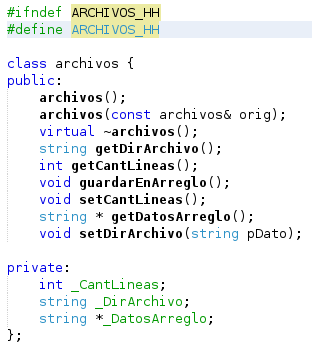 #ifndef ARCHIVOS_HH
#define ARCHIVOS_HH
class archivos {
public:
archivos();
archivos(const archivos& orig);
virtual ~archivos();
string getDirArchivo();
int getCantLineas();
void guardarEnArreglo();
void setCantLineas();
string * getDatosArreglo();
void setDirArchivo(string pDato);
private:
int _CantLineas;
string _DirArchivo;
string *_DatosArreglo;
};